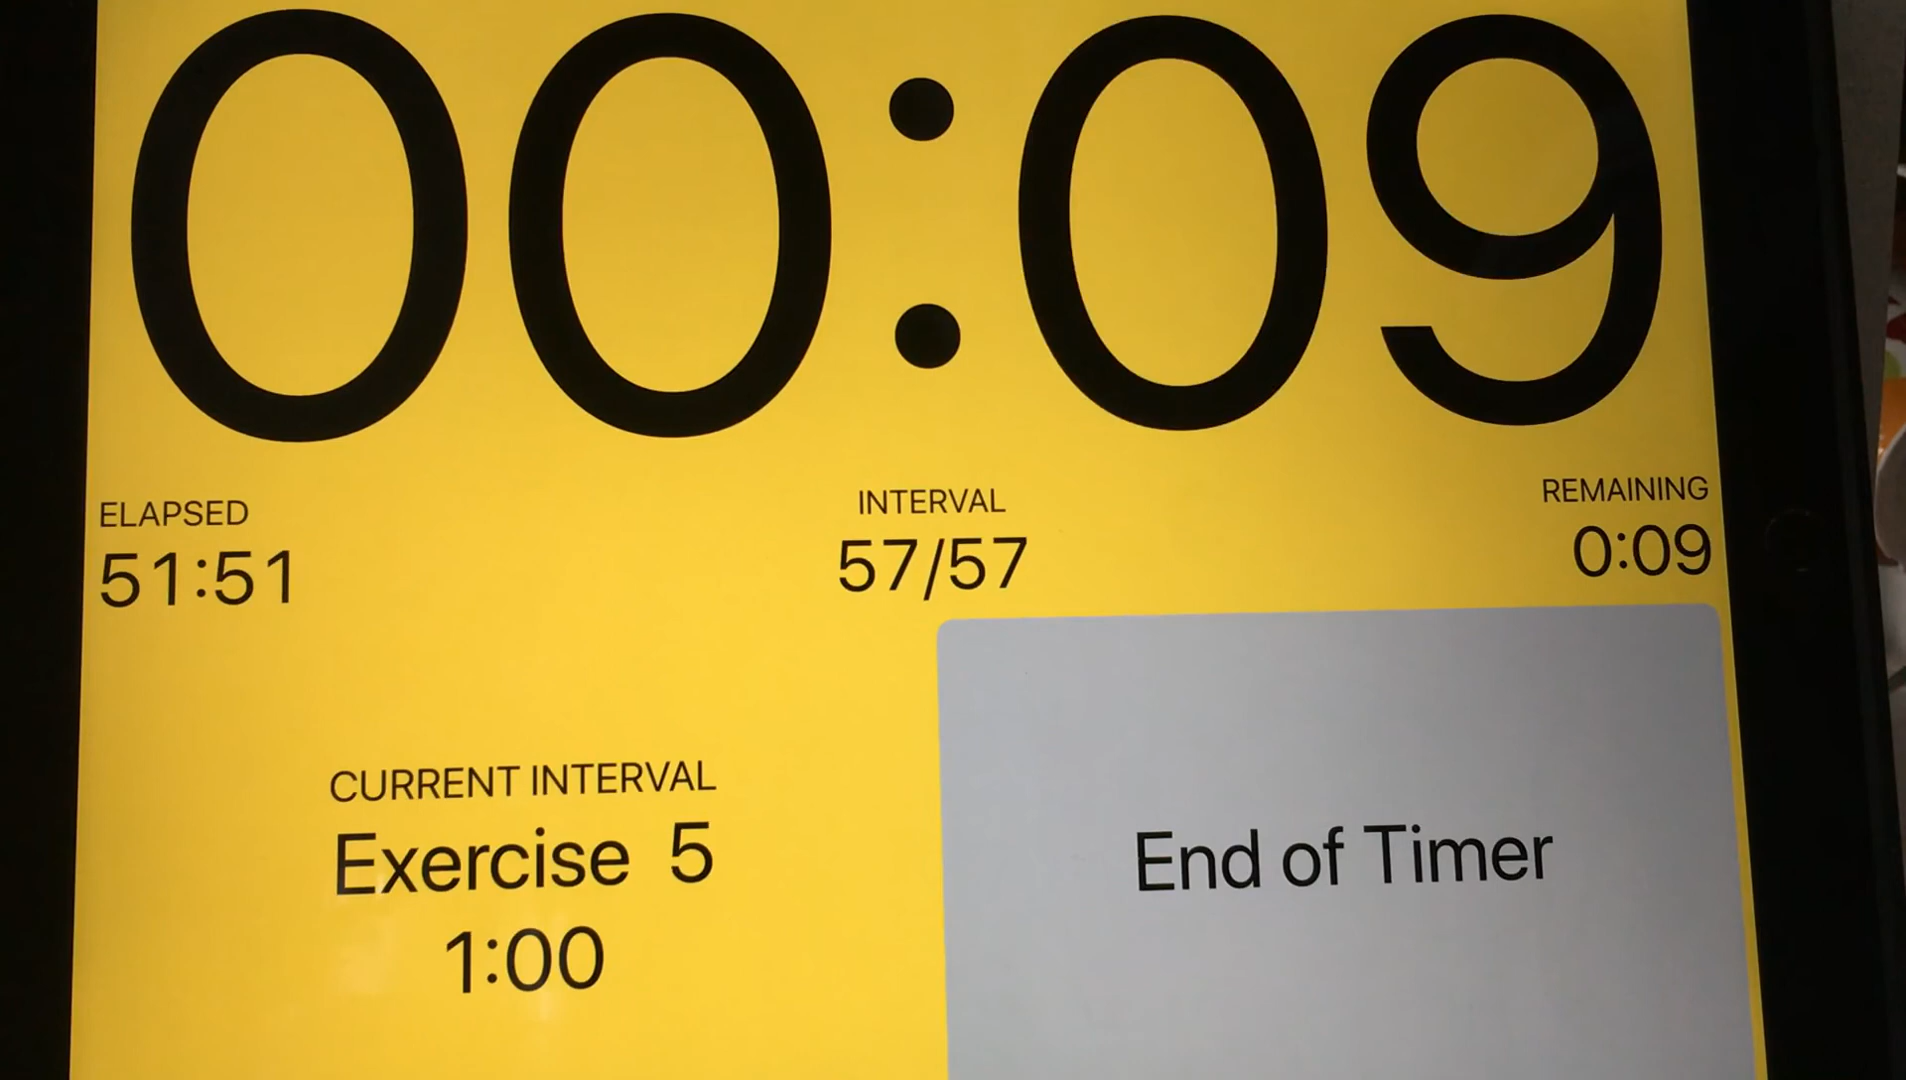 00:09
ELAPSED
51:51
INTERVAL
57/57
REMAINING
0:09
CURRENT INTERVAL
Exercise 5
1:00
End of Timer